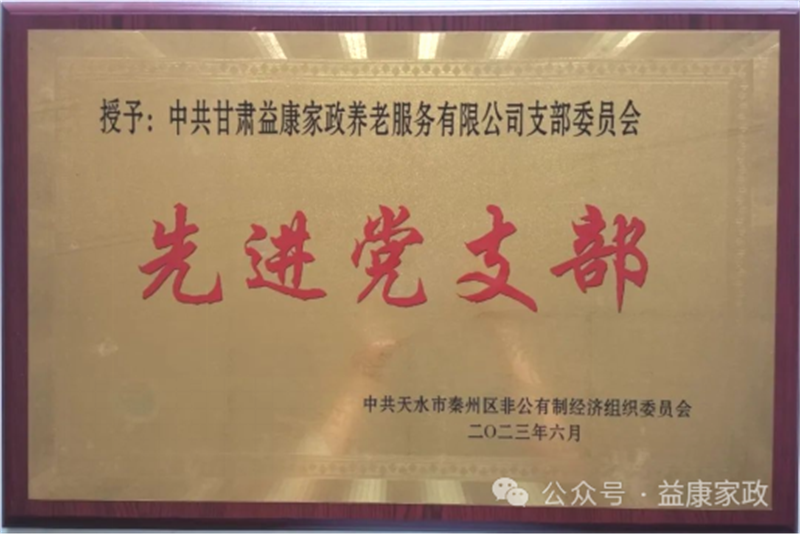 授予：中共甘肃益康家政养老服务有限公司支部委员会
先进党支部
中共天水市秦州区非公有制经济组织委员会
二〇二三年六月
公众号·益康家政